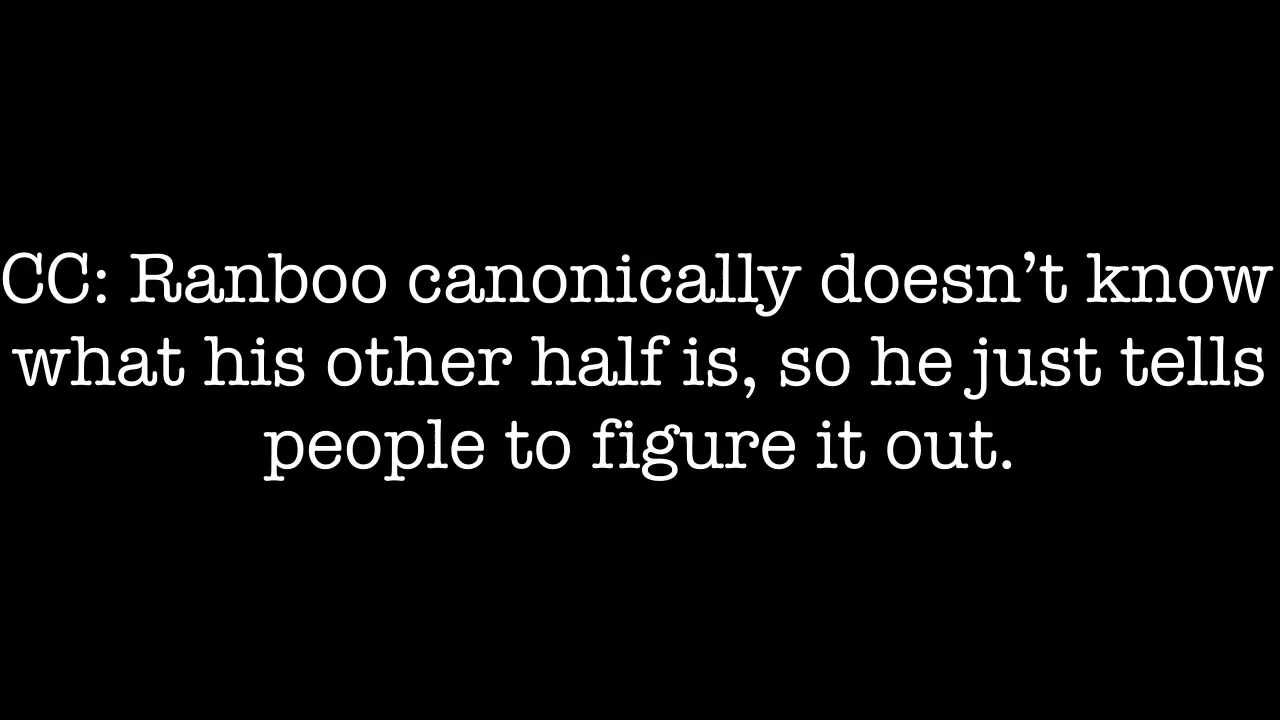 CC: Ranboo canonically doesn’t know
what his other half is, so he just tells
people to figure it out.